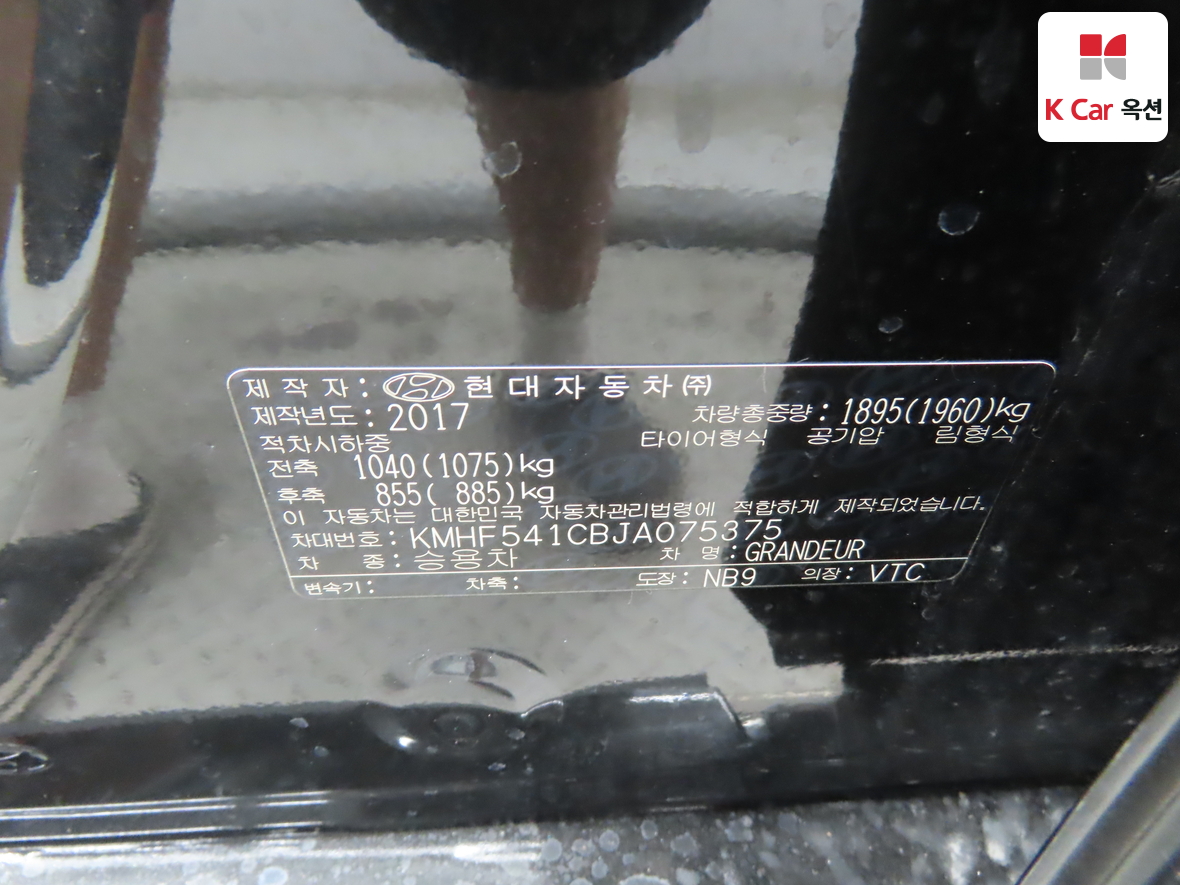 K Car 옥션
제 작 자 : 현 대 자 동 차 ㈜
제작년도 : 2017 차량총중량 : 1895(1960)kg
적차시하중 타이어형식 공기압 림형식
전축 1040(1075)kg
후축 855( 885)kg
이 자동차는 대한민국 자동차관리법령에 적합하게 제작되었습니다.
차대번호 : KMHF541CBJA075375
차 종 : 승용차 차 명 : GRANDEUR
변속기 : 차축 : 도장 : NB9 의장 : VTC